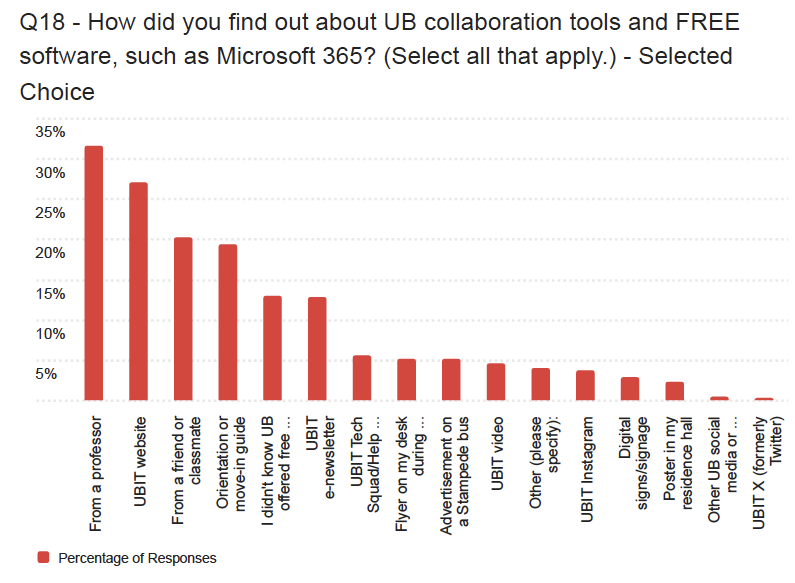 Q18 - How did you find out about UB collaboration tools and FREE
software, such as Microsoft 365? (Select all that apply.) - Selected
Choice
35%
30%
25%
20%
15%
10%
5%
From a professor
UBIT website
From a friend or
classmate
Orientation or
move-in guide
I didn't know UB
offered free ...
UBIT
e-newsletter
UBIT Tech
Squad/Help ...
Flyer on my desk
during ...
Advertisement on
a Stampede bus
UBIT video
Other (please
specify):
UBIT Instagram
Digital
signs/signage
Poster in my
residence hall
Other UB social
media or ...
UBIT X (formerly
Twitter)
Percentage of Responses